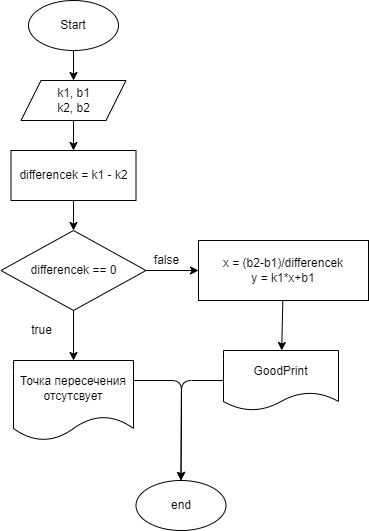 Start
k1, b1
k2, b2
differencek = k1 - k2
differencek == 0
false
x = (b2-b1)/differencek
y = k1*x+b1
true
Точка пересечения
отсутсвует
GoodPrint
end